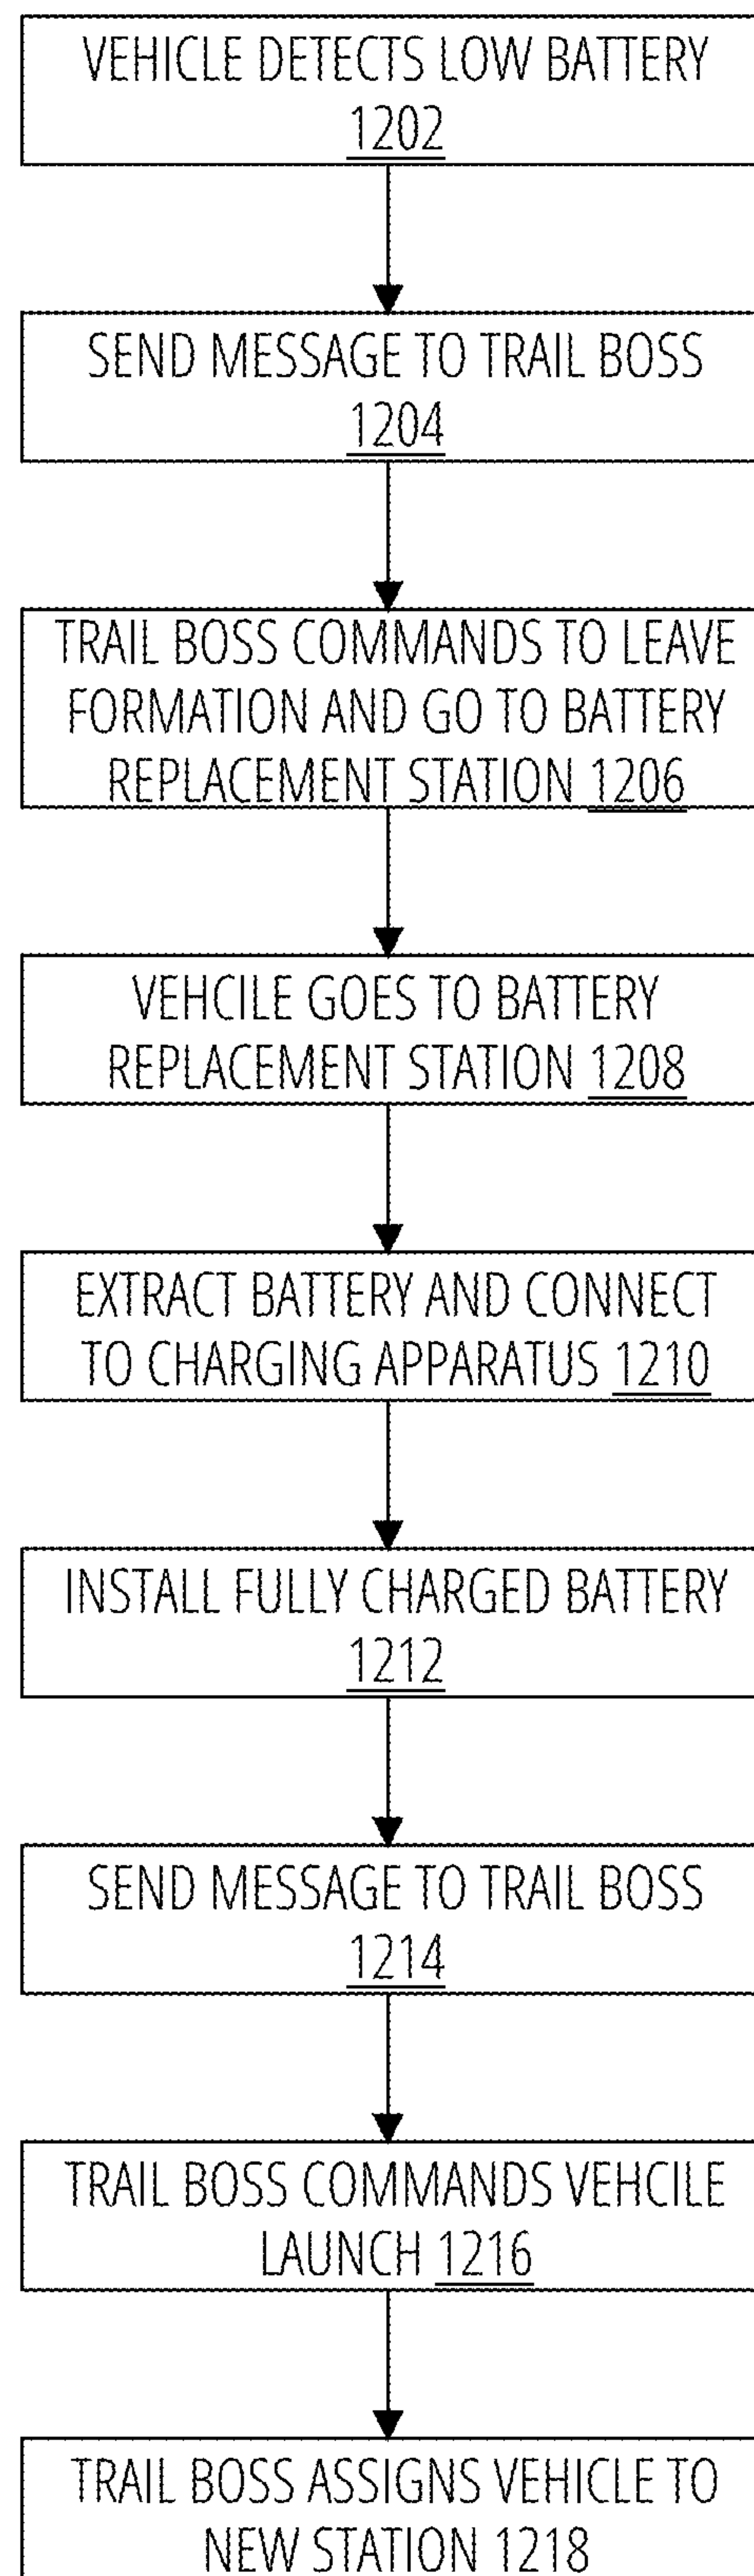 VEHICLE DETECTS LOW BATTERY
1202
SEND MESSAGE TO TRAIL BOSS
1204
TRAIL BOSS COMMANDS TO LEAVE
FORMATION AND GO TO BATTERY
REPLACEMENT STATION 1206
VEHCILE GOES TO BATTERY
REPLACEMENT STATION 1208
EXTRACT BATTERY AND CONNECT
TO CHARGING APPARATUS 1210
INSTALL FULLY CHARGED BATTERY
1212
SEND MESSAGE TO TRAIL BOSS
1214
TRAIL BOSS COMMANDS VEHCILE
LAUNCH 1216
TRAIL BOSS ASSIGNS VEHICLE TO
NEW STATION 1218